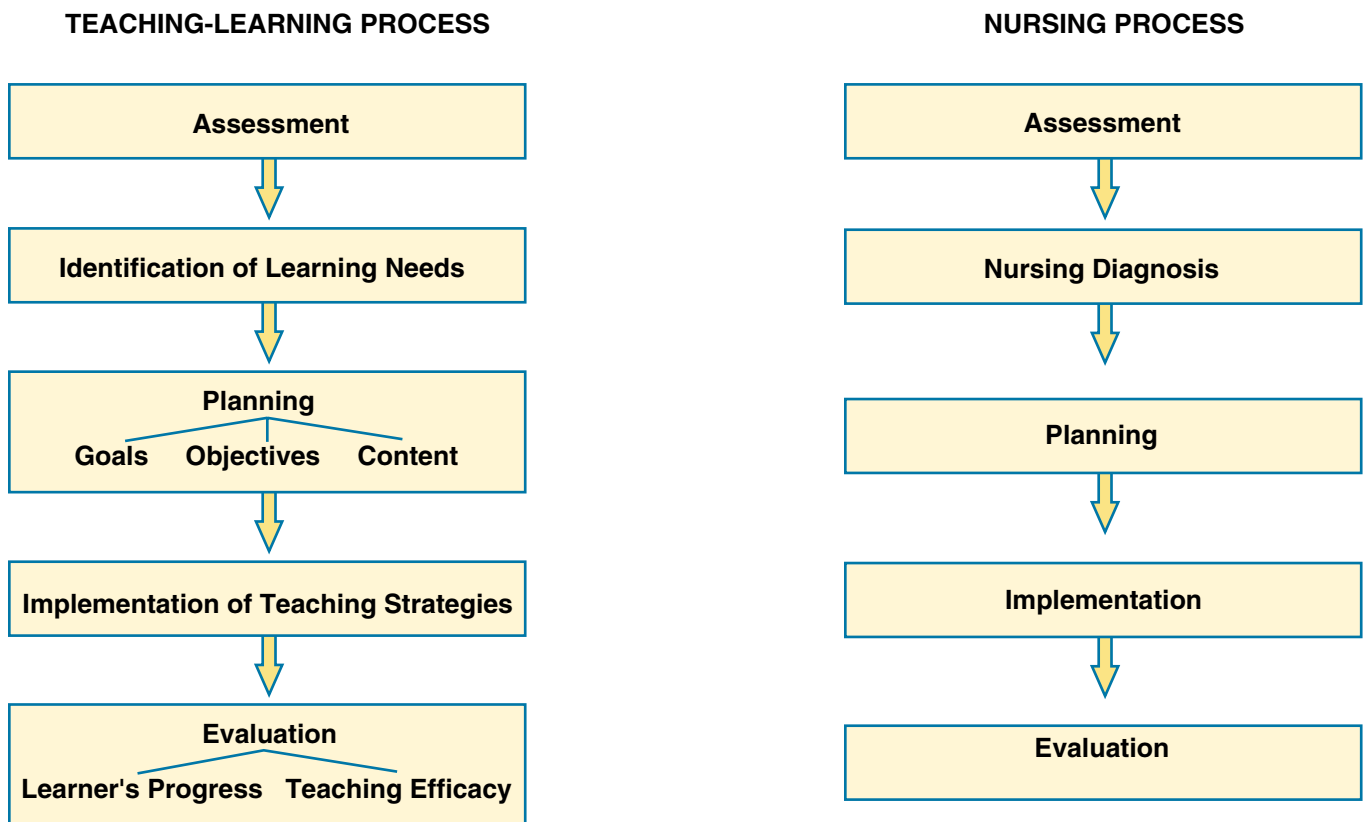 TEACHING-LEARNING PROCESS
Assessment
Identification of Learning Needs
Planning
Goals Objectives Content
Implementation of Teaching Strategies
Evaluation
Learner's Progress Teaching Efficacy
NURSING PROCESS
Assessment
Nursing Diagnosis
Planning
Implementation
Evaluation